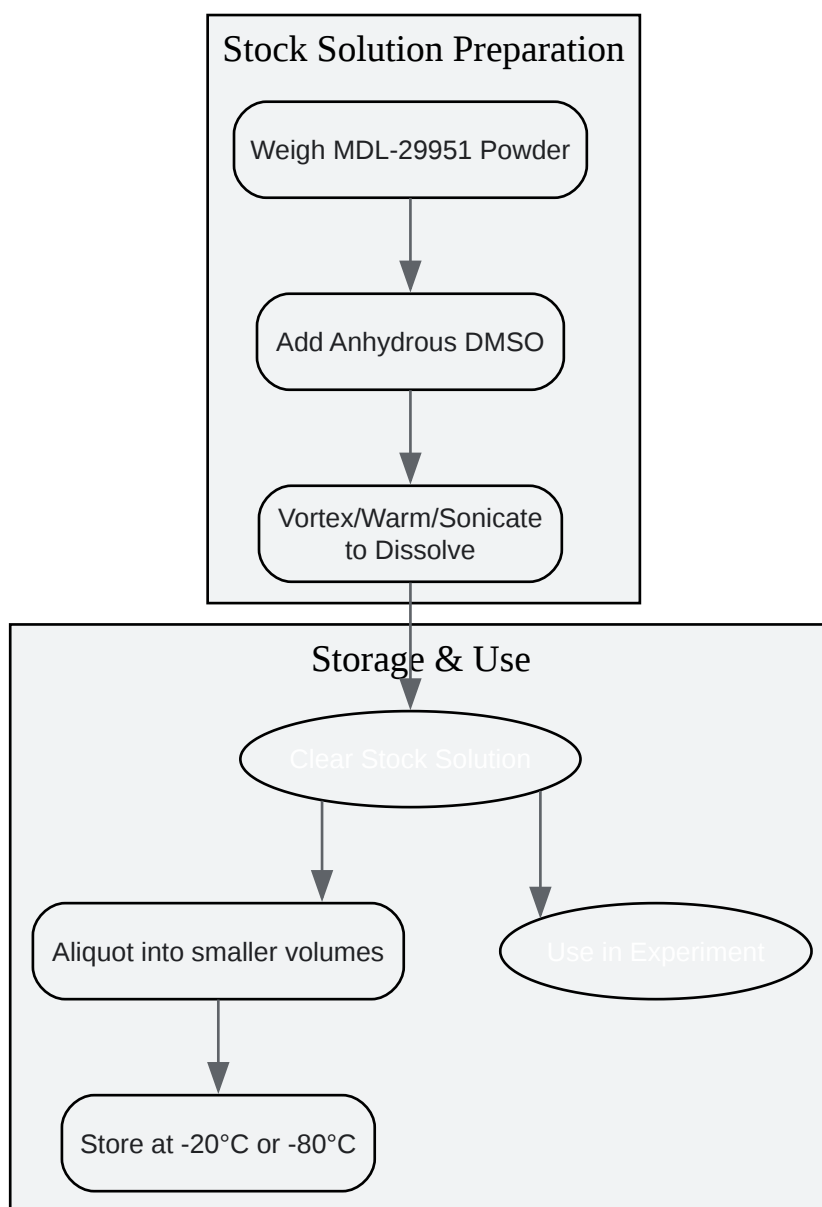 Stock Solution Preparation
Weigh MDL-29951 Powder
Add Anhydrous DMSO
Vortex/Warm/Sonicate
to Dissolve
Storage & Use
Clear Stock Solution
Aliquot into smaller volumes
Use in Experiment
Store at -20°C or -80°C